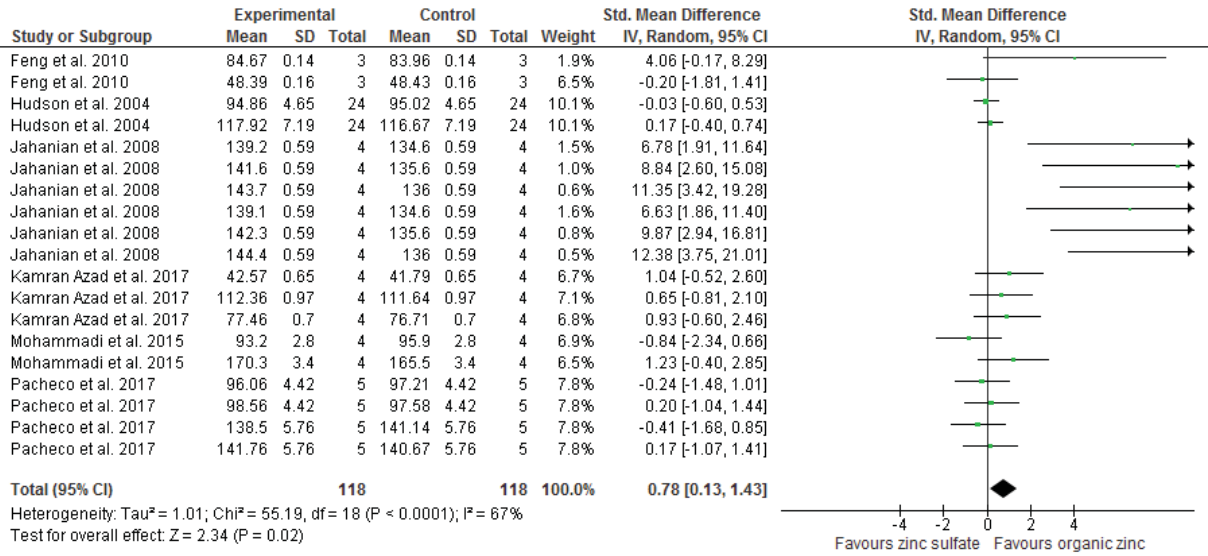 Experimental Control Std. Mean Difference Std. Mean Difference
Study or Subgroup Mean SD Total Mean SD Total Weight IV, Random, 95% CI IV, Random, 95% CI
Feng et al. 2010 84.67 0.14 3 83.96 0.14 3 1.9% 4.06 [-0.17, 8.29]
Feng et al. 2010 48.39 0.16 3 48.43 0.16 3 6.5% -0.20 [-1.81, 1.41]
Hudson et al. 2004 94.86 4.65 24 95.02 4.65 24 10.1% -0.03 [-0.60, 0.53]
Hudson et al. 2004 117.92 7.19 24 116.67 7.19 24 10.1% 0.17 [-0.40, 0.74]
Jahanian et al. 2008 139.2 0.59 4 134.6 0.59 4 1.5% 6.78 [1.91, 11.64]
Jahanian et al. 2008 141.6 0.59 4 135.6 0.59 4 1.0% 8.84 [2.60, 15.08]
Jahanian et al. 2008 143.7 0.59 4 136 0.59 4 0.6% 11.35 [3.42, 19.28]
Jahanian et al. 2008 139.1 0.59 4 134.6 0.59 4 1.6% 6.63 [1.86, 11.40]
Jahanian et al. 2008 142.3 0.59 4 135.6 0.59 4 0.8% 9.87 [2.94, 16.81]
Jahanian et al. 2008 144.4 0.59 4 136 0.59 4 0.5% 12.38 [3.75, 21.01]
Kamran Azad et al. 2017 42.57 0.65 4 41.79 0.65 4 6.7% 1.04 [-0.52, 2.60]
Kamran Azad et al. 2017 112.36 0.97 4 111.64 0.97 4 7.1% 0.65 [-0.81, 2.10]
Kamran Azad et al. 2017 77.46 0.7 4 76.71 0.7 4 6.8% 0.93 [-0.60, 2.46]
Mohammadi et al. 2015 93.2 2.8 4 95.9 2.8 4 6.9% -0.84 [-2.34, 0.66]
Mohammadi et al. 2015 170.3 3.4 4 165.5 3.4 4 6.5% 1.23 [-0.40, 2.85]
Pacheco et al. 2017 96.06 4.42 5 97.21 4.42 5 7.8% -0.24 [-1.48, 1.01]
Pacheco et al. 2017 98.56 4.42 5 97.58 4.42 5 7.8% 0.20 [-1.04, 1.44]
Pacheco et al. 2017 138.5 5.76 5 141.14 5.76 5 7.8% -0.41 [-1.68, 0.85]
Pacheco et al. 2017 141.76 5.76 5 140.67 5.76 5 7.8% 0.17 [-1.07, 1.41]
Total (95% CI) 118 118 100.0% 0.78 [0.13, 1.43]
Heterogeneity: Tau² = 1.01; Chi² = 55.19, df = 18 (P < 0.0001); I² = 67%
Test for overall effect: Z = 2.34 (P = 0.02)
-4 -2 0 2 4
Favours zinc sulfate Favours organic zinc